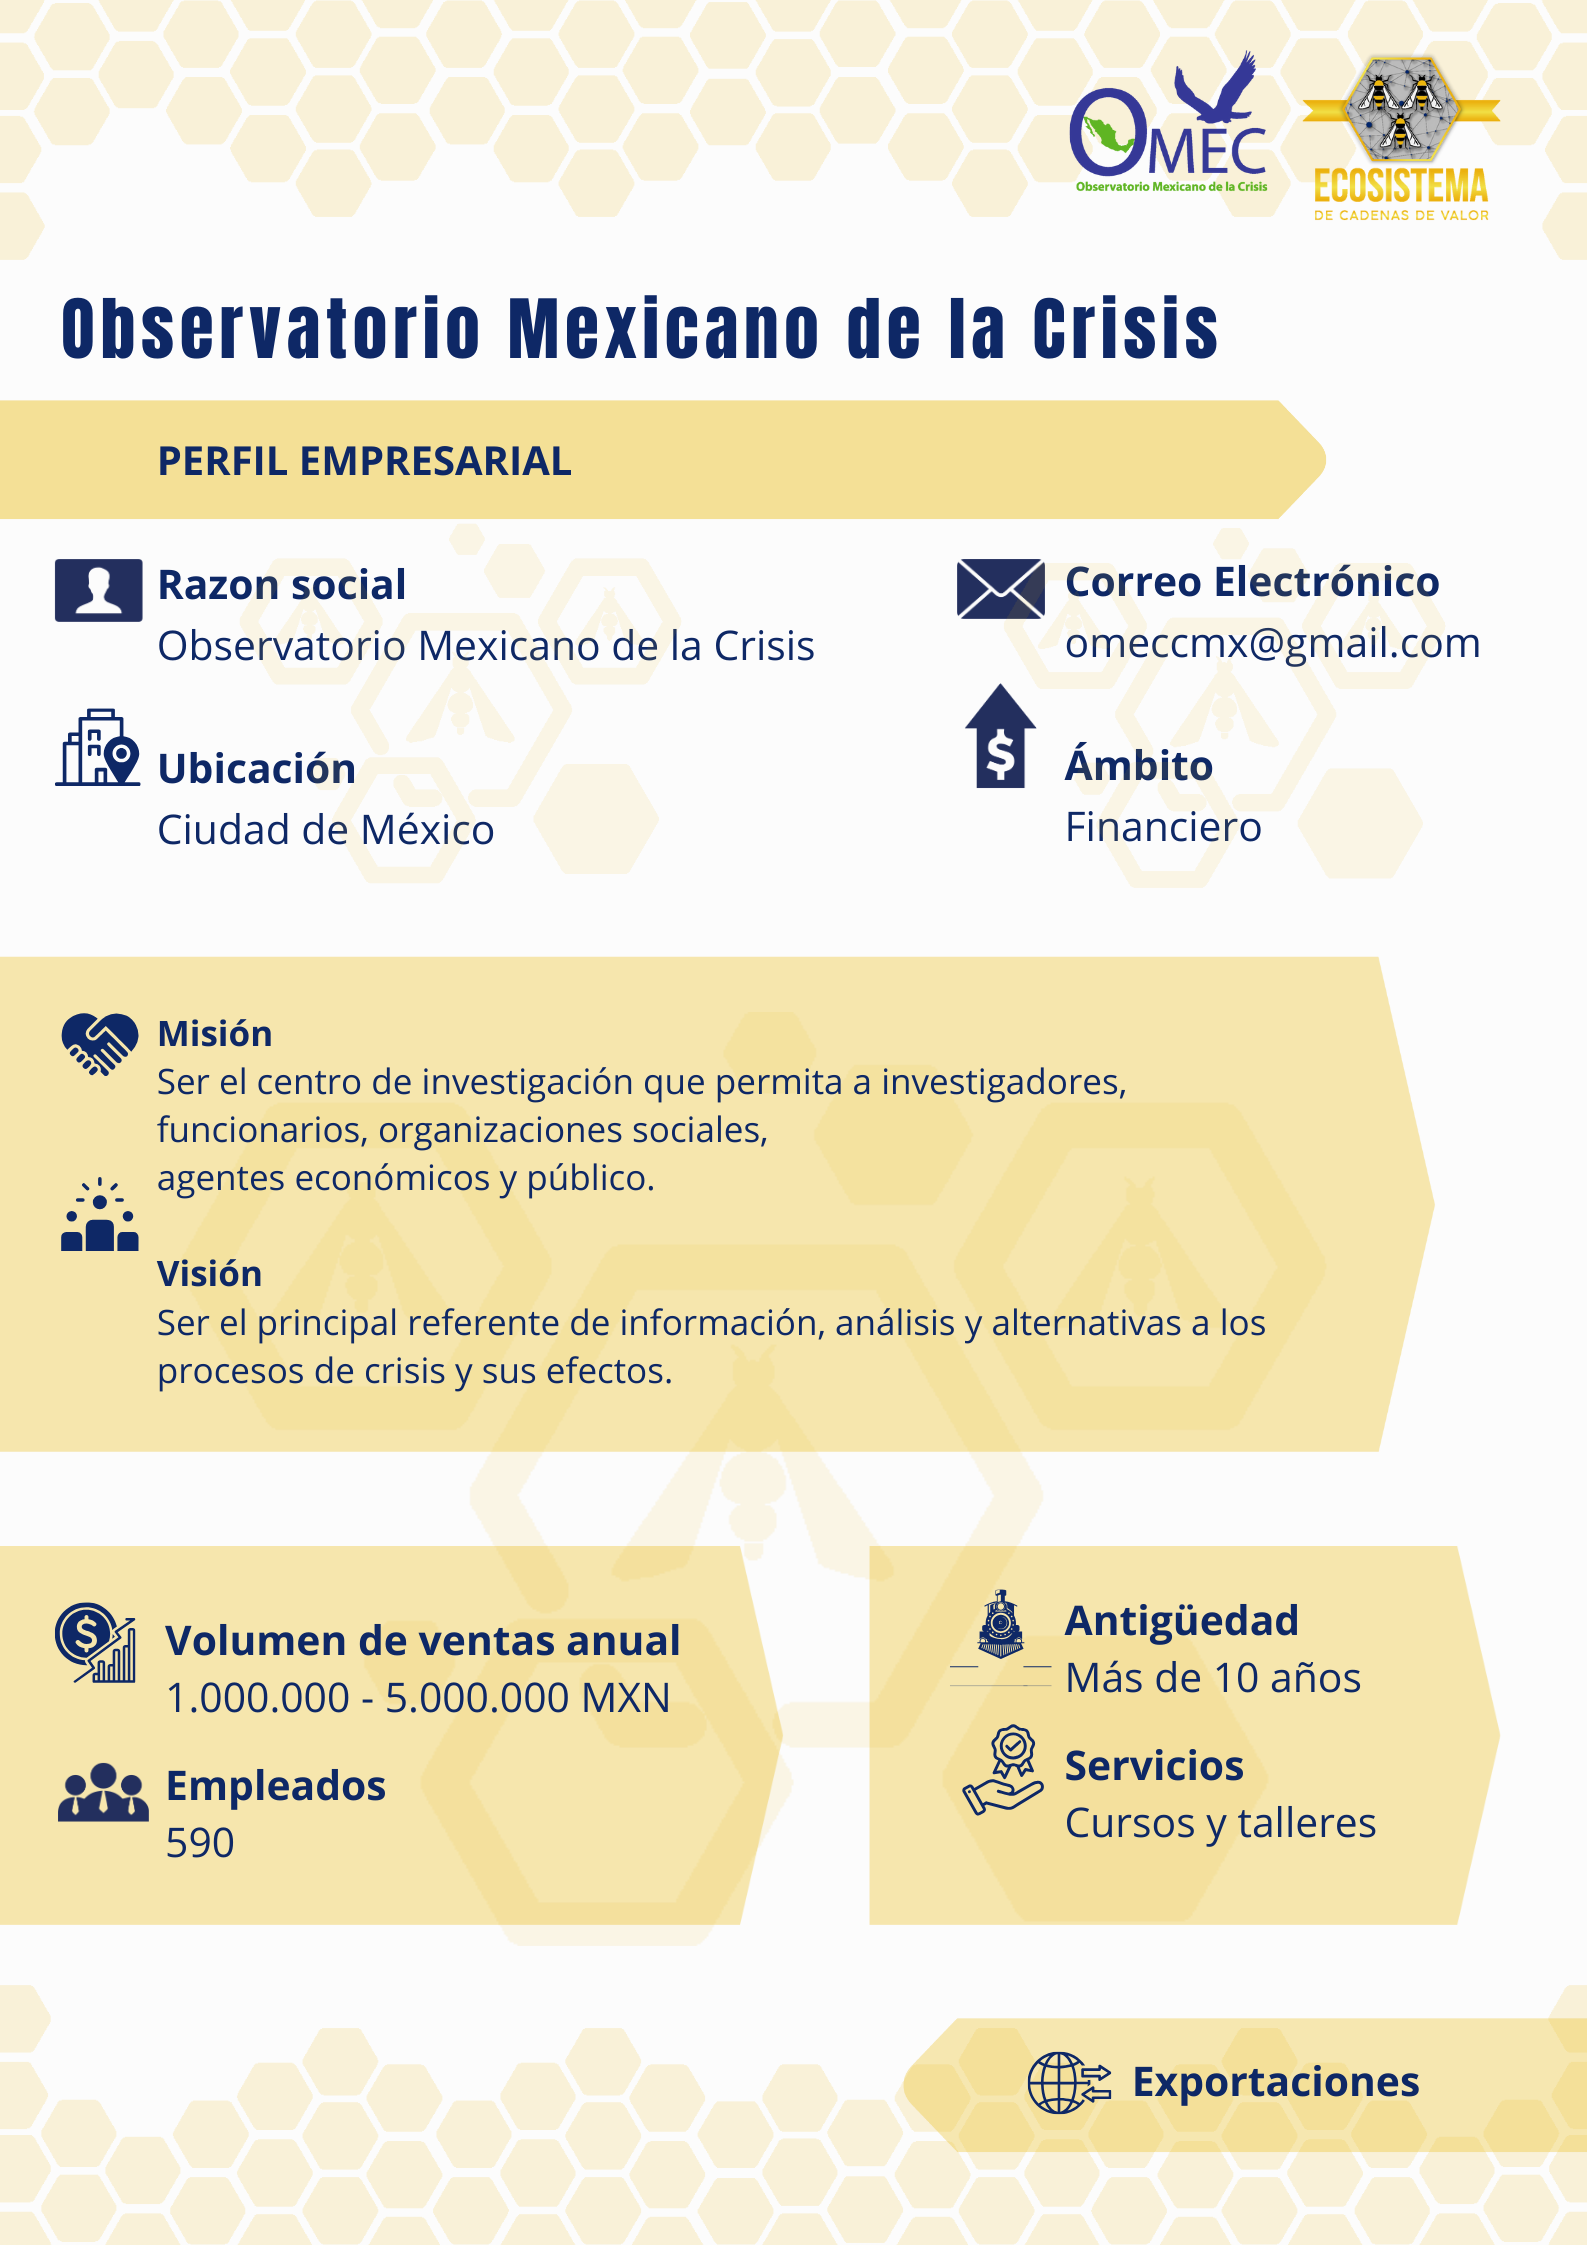 OMEC
Observatorio Mexicano de la Crisis
ECOSISTEMA
DE CADENAS DE VALOR
Observatorio Mexicano de la Crisis
PERFIL EMPRESARIAL
Razon social
Observatorio Mexicano de la Crisis
Correo Electrónico
omeccmx@gmail.com
Ubicación
Ciudad de México
Ámbito
Financiero
Misión
Ser el centro de investigación que permita a investigadores,
funcionarios, organizaciones sociales,
agentes económicos y público.
Visión
Ser el principal referente de información, análisis y alternativas a los
procesos de crisis y sus efectos.
Volumen de ventas anual
1.000.000 - 5.000.000 MXN
Empleados
590
Antigüedad
Más de 10 años
Servicios
Cursos y talleres
Exportaciones